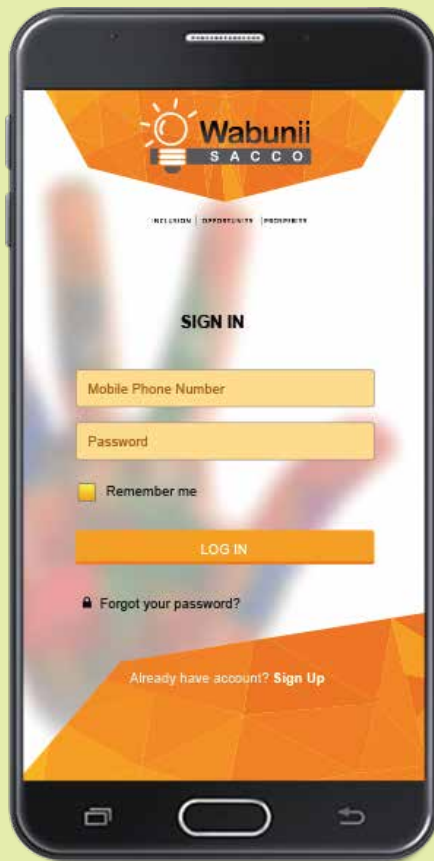 Wabunii
SACCO
INCLUSION | OPPORTUNITY | PROSPERITY
SIGN IN
Mobile Phone Number
Password
Remember me
LOG IN
Forgot your password?
Already have account? Sign Up